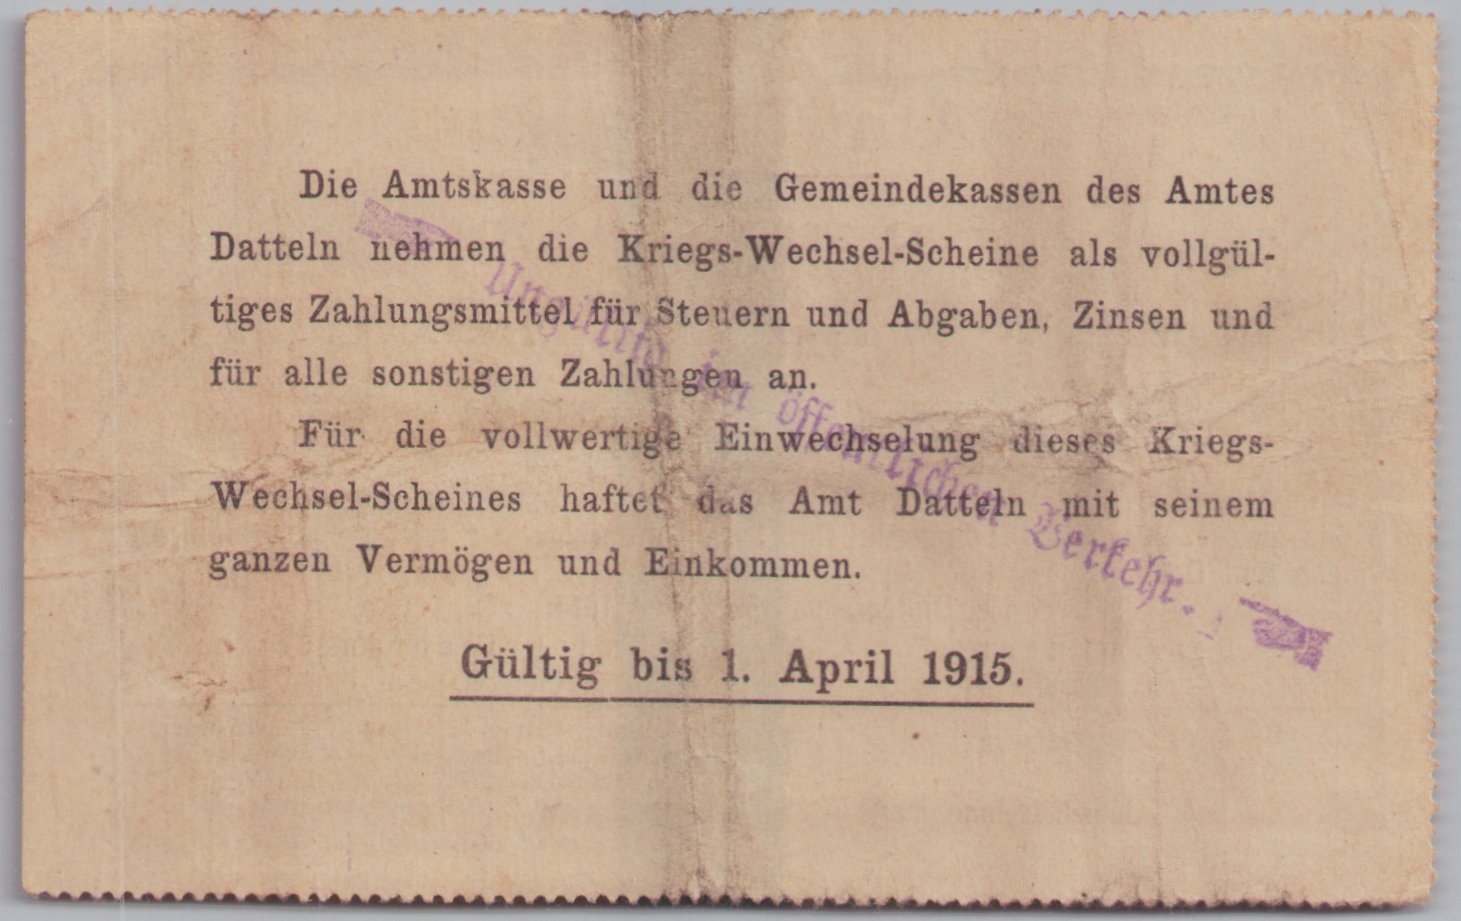 Die Amtskasse und die Gemeindekassen des Amtes
Datteln nehmen die Kriegs-Wechsel-Scheine als vollgül-
tiges Zahlungsmittel für Steuern und Abgaben, Zinsen und
für alle sonstigen Zahlungen an.
Für die vollwertige Einwechselung dieses Kriegs-
Wechsel-Scheines haftet das Amt Datteln mit seinem
ganzen Vermögen und Einkommen.
Gültig bis 1. April 1915.
Ungültig im öffentlichen Verkehr.